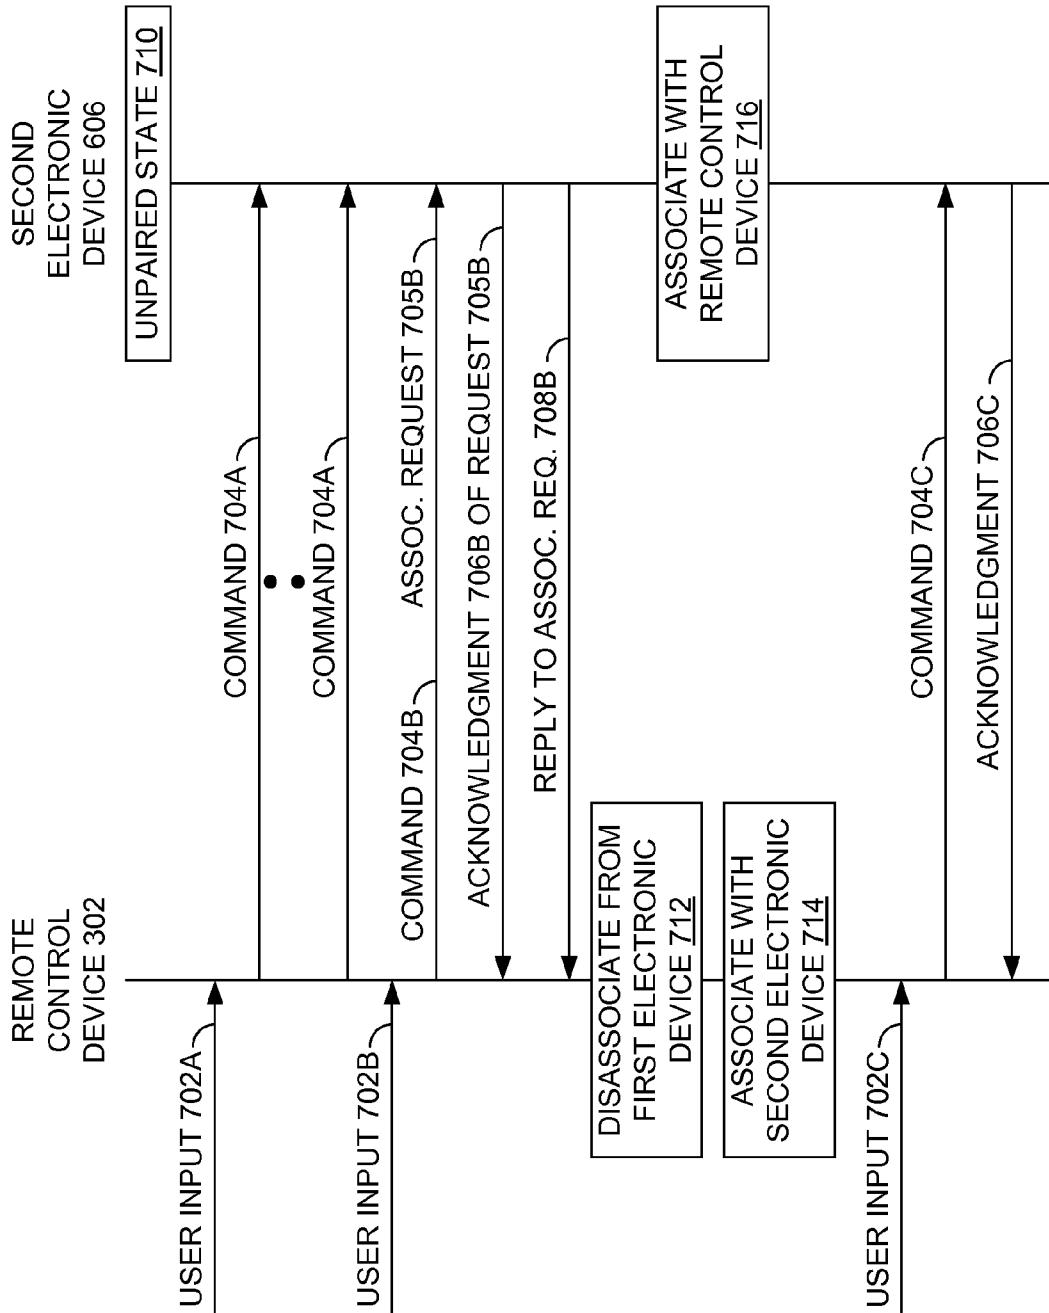 REMOTE
CONTROL
DEVICE 302
SECOND
ELECTRONIC
DEVICE 606
UNPAIRED STATE 710
USER INPUT 702A
COMMAND 704A
COMMAND 704A
USER INPUT 702B
COMMAND 704B
ASSOC. REQUEST 705B
ACKNOWLEDGMENT 706B OF REQUEST 705B
REPLY TO ASSOC. REQ. 708B
DISASSOCIATE FROM
FIRST ELECTRONIC
DEVICE 712
ASSOCIATE WITH
REMOTE CONTROL
DEVICE 716
ASSOCIATE WITH
SECOND ELECTRONIC
DEVICE 714
USER INPUT 702C
COMMAND 704C
ACKNOWLEDGMENT 706C